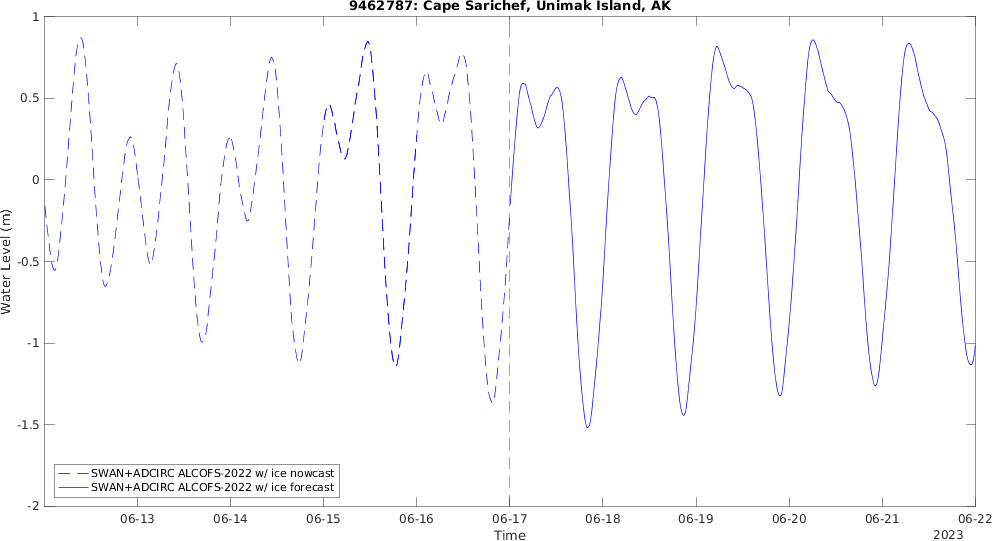 9462787: Cape Sarichef, Unimak Island, AK
1
0.5
0
-0.5
-1
-1.5
-2
Water Level (m)
SWAN+ADCIRC ALCOFS-2022 w/ ice nowcast
SWAN+ADCIRC ALCOFS-2022 w/ ice forecast
06-13 06-14 06-15 06-16 06-17 06-18 06-19 06-20 06-21 06-22
Time
2023